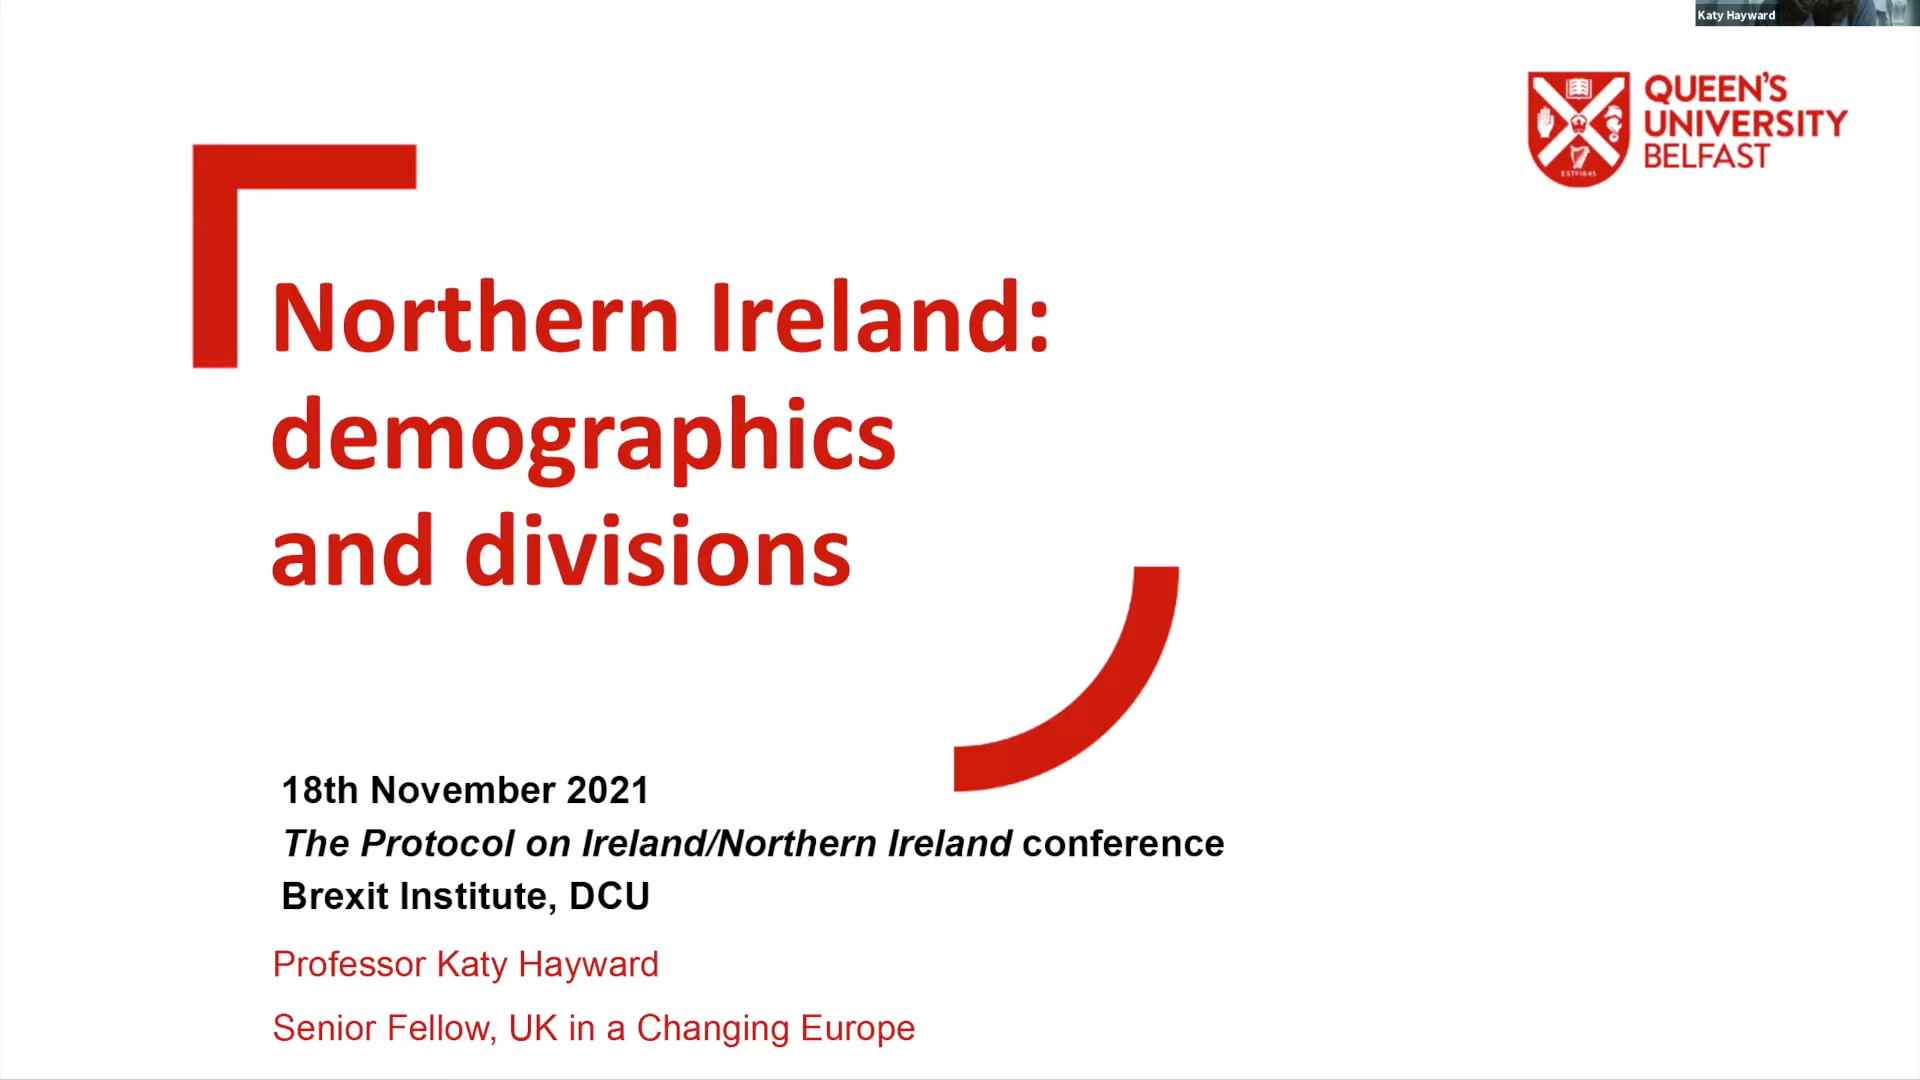 Katy Hayward
QUEEN'S
UNIVERSITY
BELFAST
ESTD1845
Northern Ireland:
demographics
and divisions
18th November 2021
The Protocol on Ireland/Northern Ireland conference
Brexit Institute, DCU
Professor Katy Hayward
Senior Fellow, UK in a Changing Europe